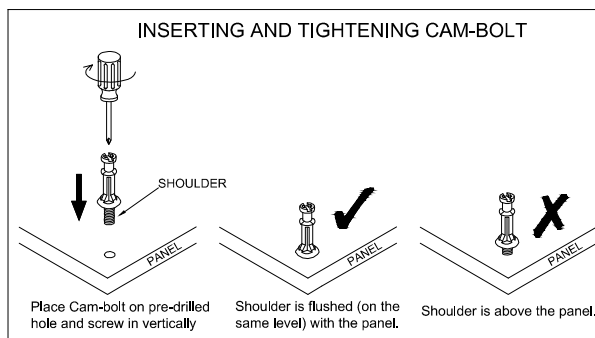 INSERTING AND TIGHTENING CAM-BOLT
SHOULDER
PANEL
PANEL
PANEL
Place Cam-bolt on pre-drilled
hole and screw in vertically
Shoulder is flushed (on the
same level) with the panel.
Shoulder is above the panel.